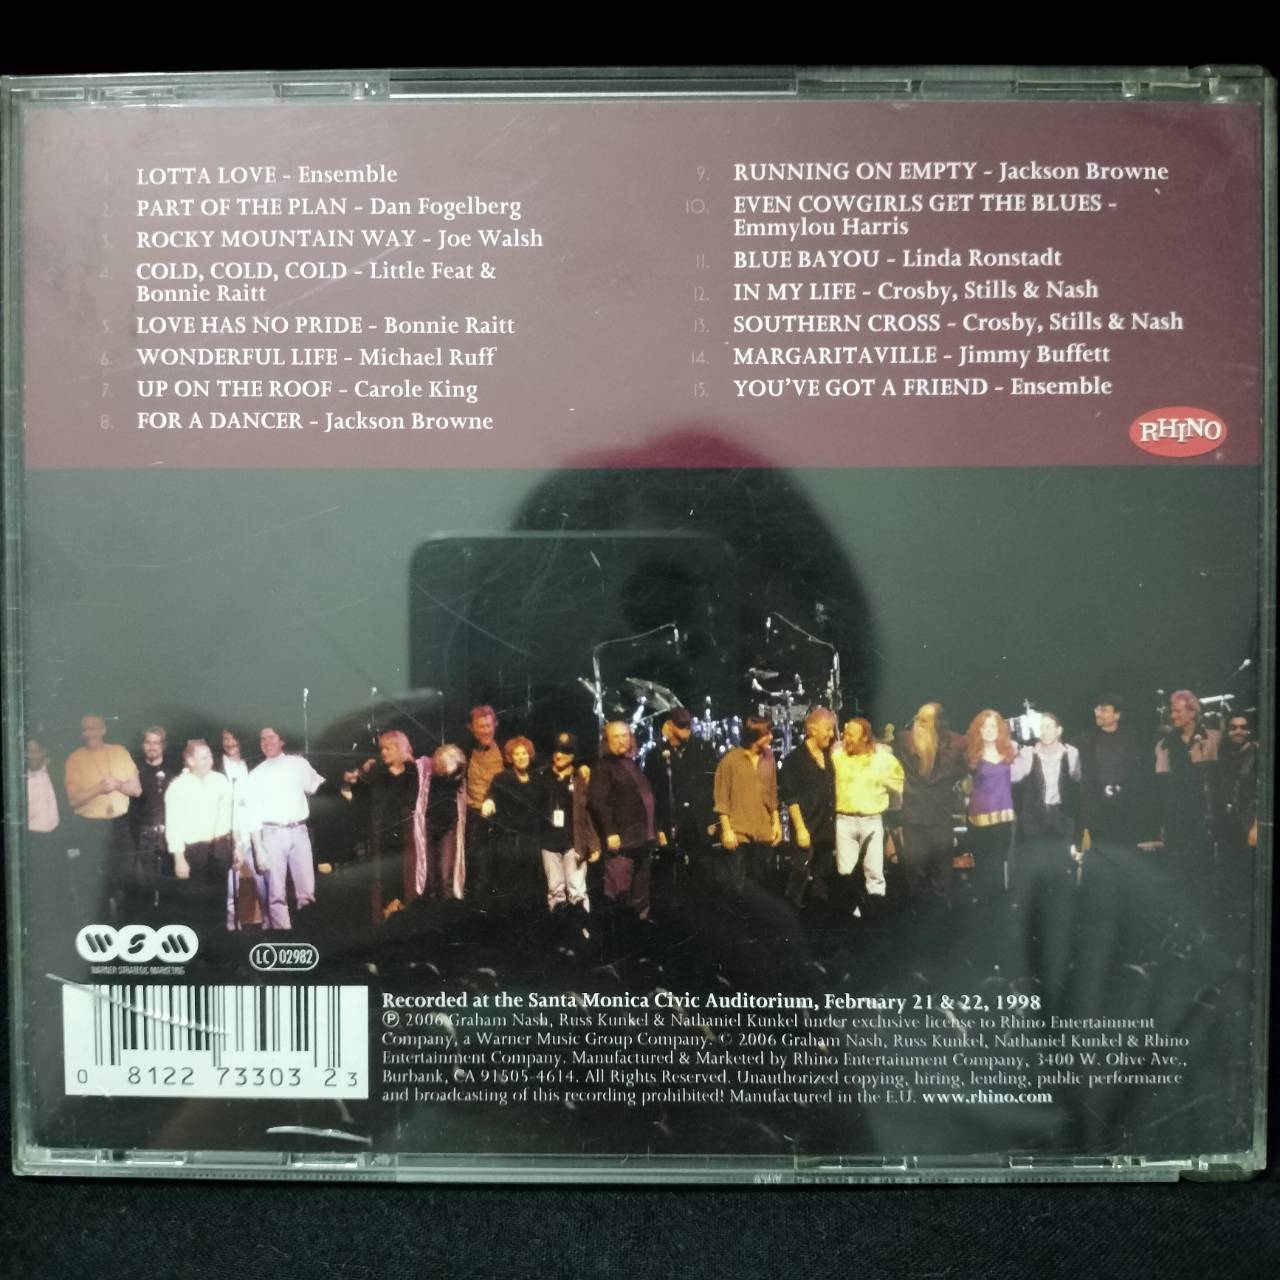 1. LOTTA LOVE - Ensemble
2. PART OF THE PLAN - Dan Fogelberg
3. ROCKY MOUNTAIN WAY - Joe Walsh
4. COLD, COLD, COLD - Little Feat &
Bonnie Raitt
5. LOVE HAS NO PRIDE - Bonnie Raitt
6. WONDERFUL LIFE - Michael Ruff
7. UP ON THE ROOF - Carole King
8. FOR A DANCER - Jackson Browne
9. RUNNING ON EMPTY - Jackson Browne
10. EVEN COWGIRLS GET THE BLUES -
Emmylou Harris
11. BLUE BAYOU - Linda Ronstadt
12. IN MY LIFE - Crosby, Stills & Nash
13. SOUTHERN CROSS - Crosby, Stills & Nash
14. MARGARITAVILLE - Jimmy Buffett
15. YOU'VE GOT A FRIEND - Ensemble
RHINO
WSM
WARNER STRATEGIC MARKETING
LC 02982
0 8122 73303 2 3
Recorded at the Santa Monica Civic Auditorium, February 21 & 22, 1998
℗ 2006 Graham Nash, Russ Kunkel & Nathaniel Kunkel under exclusive license to Rhino Entertainment
Company, a Warner Music Group Company. © 2006 Graham Nash, Russ Kunkel, Nathaniel Kunkel & Rhino
Entertainment Company. Manufactured & Marketed by Rhino Entertainment Company, 3400 W. Olive Ave.,
Burbank, CA 91505-4614. All Rights Reserved. Unauthorized copying, hiring, lending, public performance
and broadcasting of this recording prohibited! Manufactured in the E.U. www.rhino.com